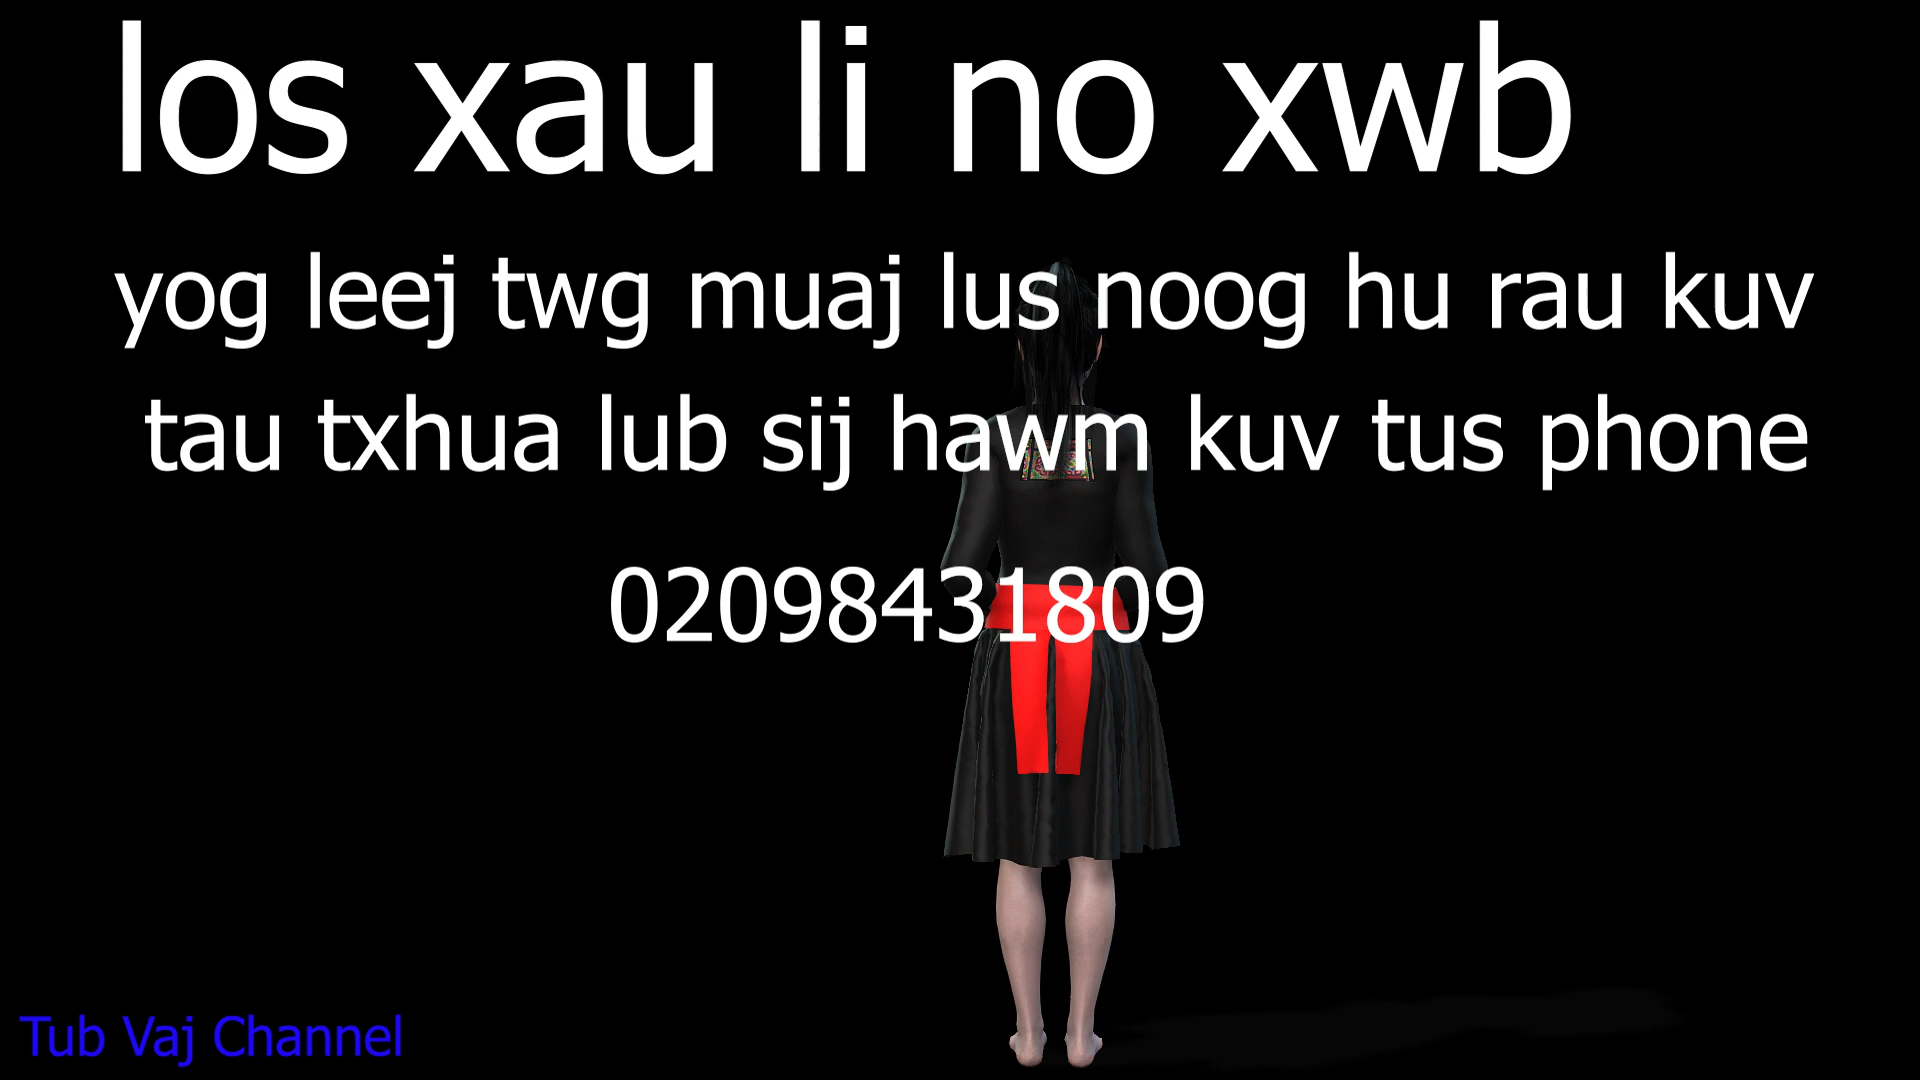 los xau li no xwb
yog leej twg muaj lus noog hu rau kuv
tau txhua lub sij hawm kuv tus phone
02098431809
Tub Vaj Channel